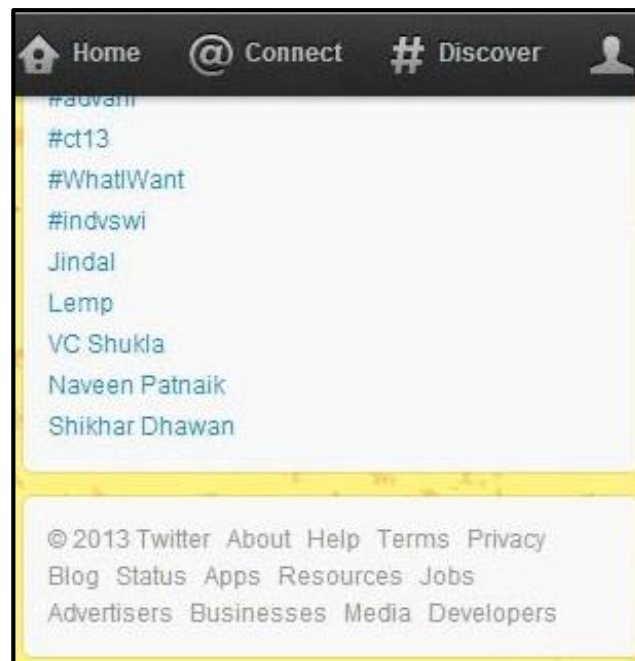 Home @ Connect # Discover
#advani
#ct13
#WhatIWant
#indvswi
Jindal
Lemp
VC Shukla
Naveen Patnaik
Shikhar Dhawan
© 2013 Twitter About Help Terms Privacy
Blog Status Apps Resources Jobs
Advertisers Businesses Media Developers